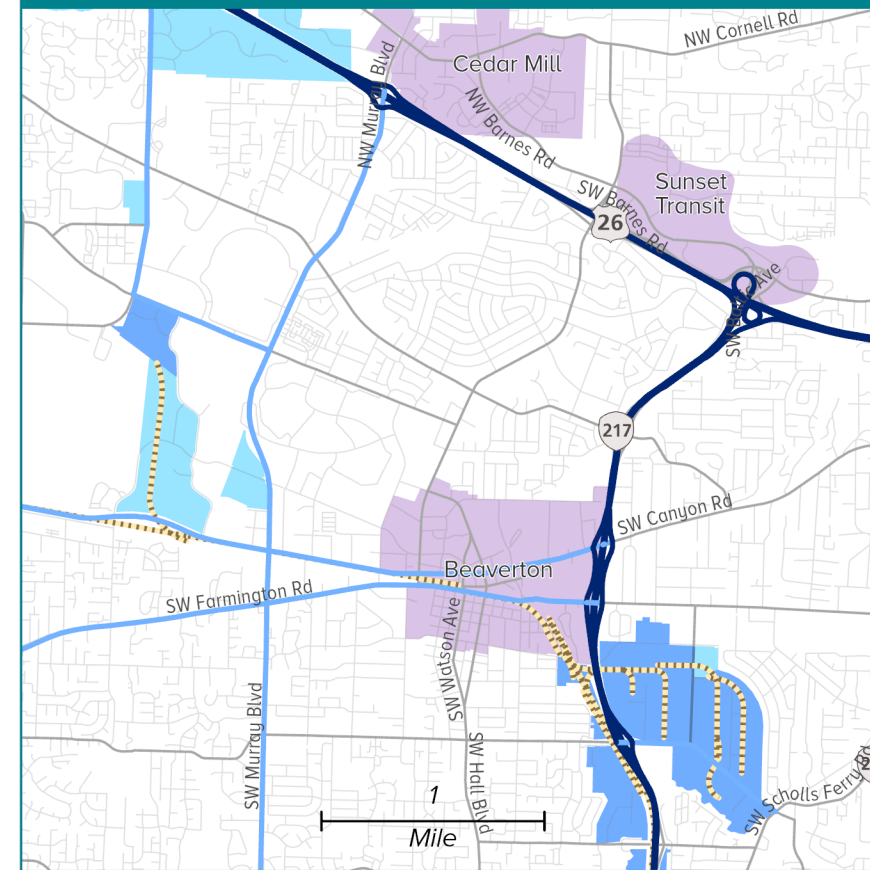 NW Cornell Rd
Cedar Mill
NW Murray Blvd
NW Barnes Rd
Sunset
Transit
SW Barnes Rd
26
217
SW Canyon Rd
Beaverton
SW Farmington Rd
SW Watson Ave
SW Murray Blvd
SW Hall Blvd
1
Mile
SW Scholls Ferry Rd